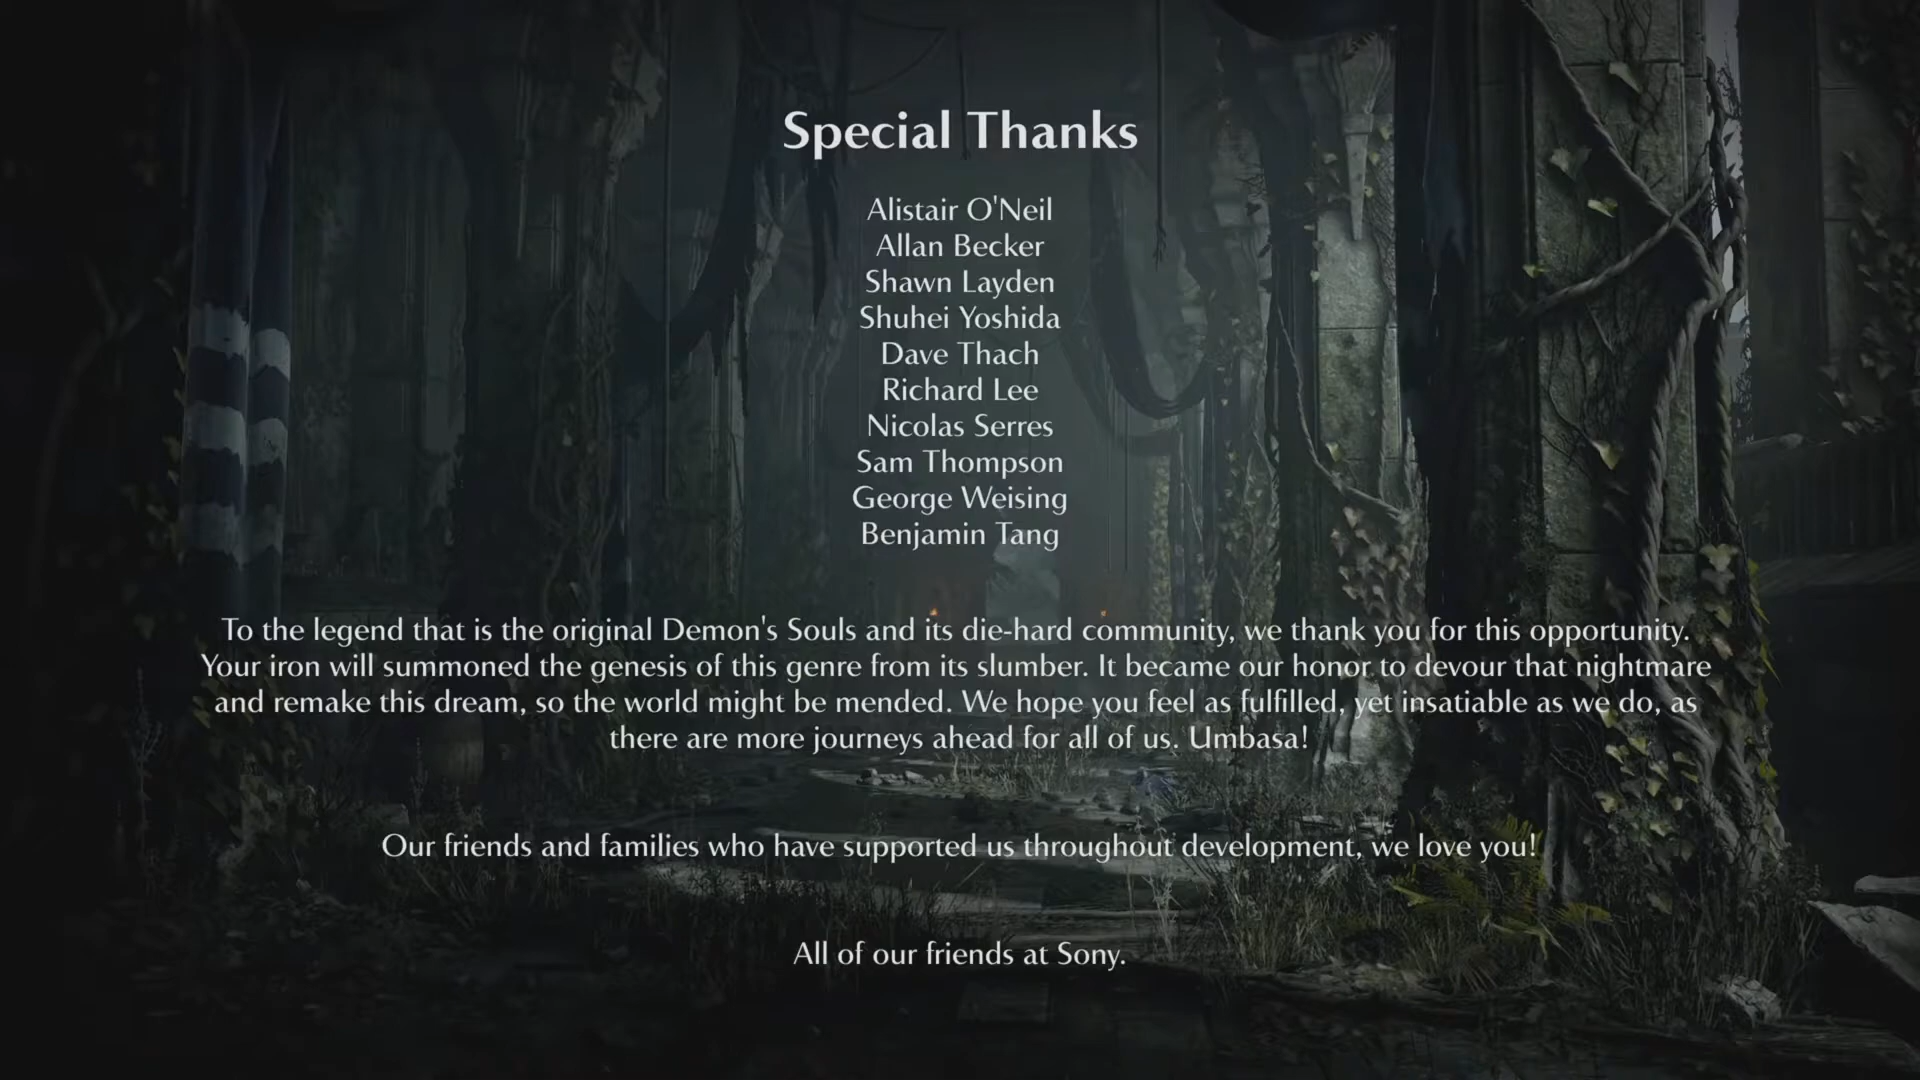 Special Thanks
Alistair O'Neil
Allan Becker
Shawn Layden
Shuhei Yoshida
Dave Thach
Richard Lee
Nicolas Serres
Sam Thompson
George Weising
Benjamin Tang
To the legend that is the original Demon's Souls and its die-hard community, we thank you for this opportunity.
Your iron will summoned the genesis of this genre from its slumber. It became our honor to devour that nightmare
and remake this dream, so the world might be mended. We hope you feel as fulfilled, yet insatiable as we do, as
there are more journeys ahead for all of us. Umbasa!
Our friends and families who have supported us throughout development, we love you!
All of our friends at Sony.